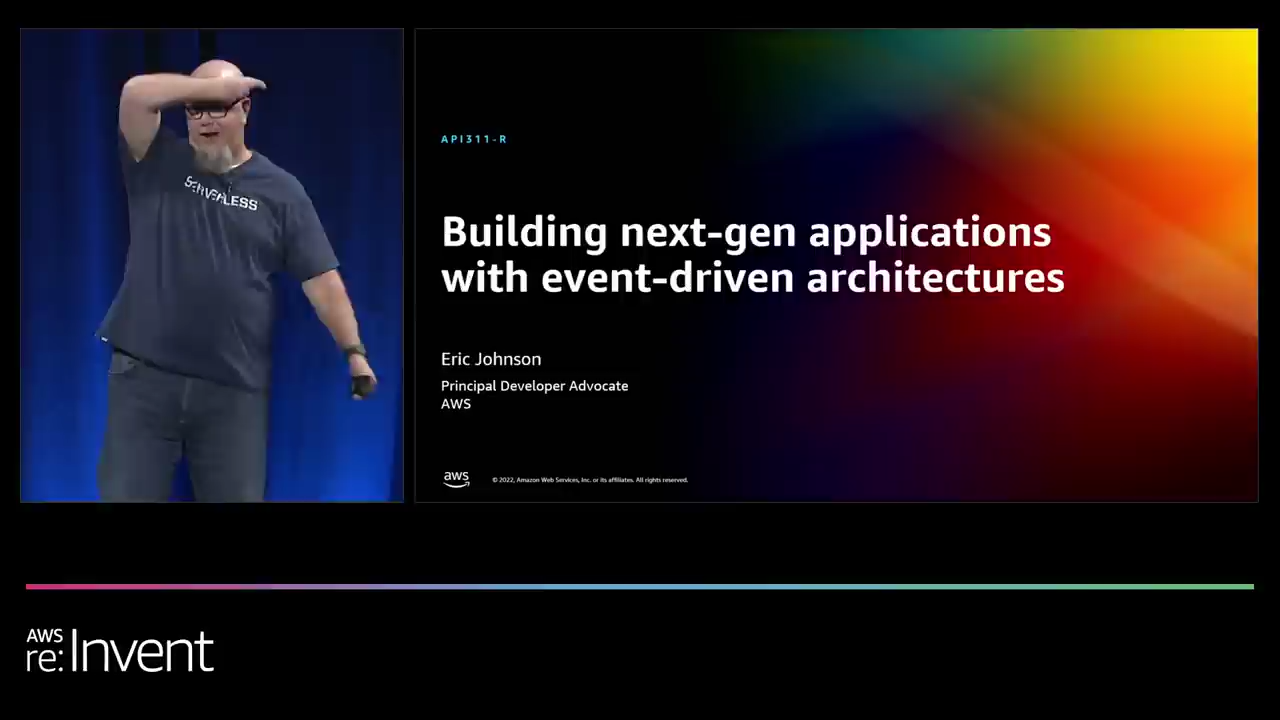 SERVERLESS
API311-R
Building next-gen applications
with event-driven architectures
Eric Johnson
Principal Developer Advocate
AWS
aws
© 2022, Amazon Web Services, Inc. or its affiliates. All rights reserved.
AWS
re:Invent